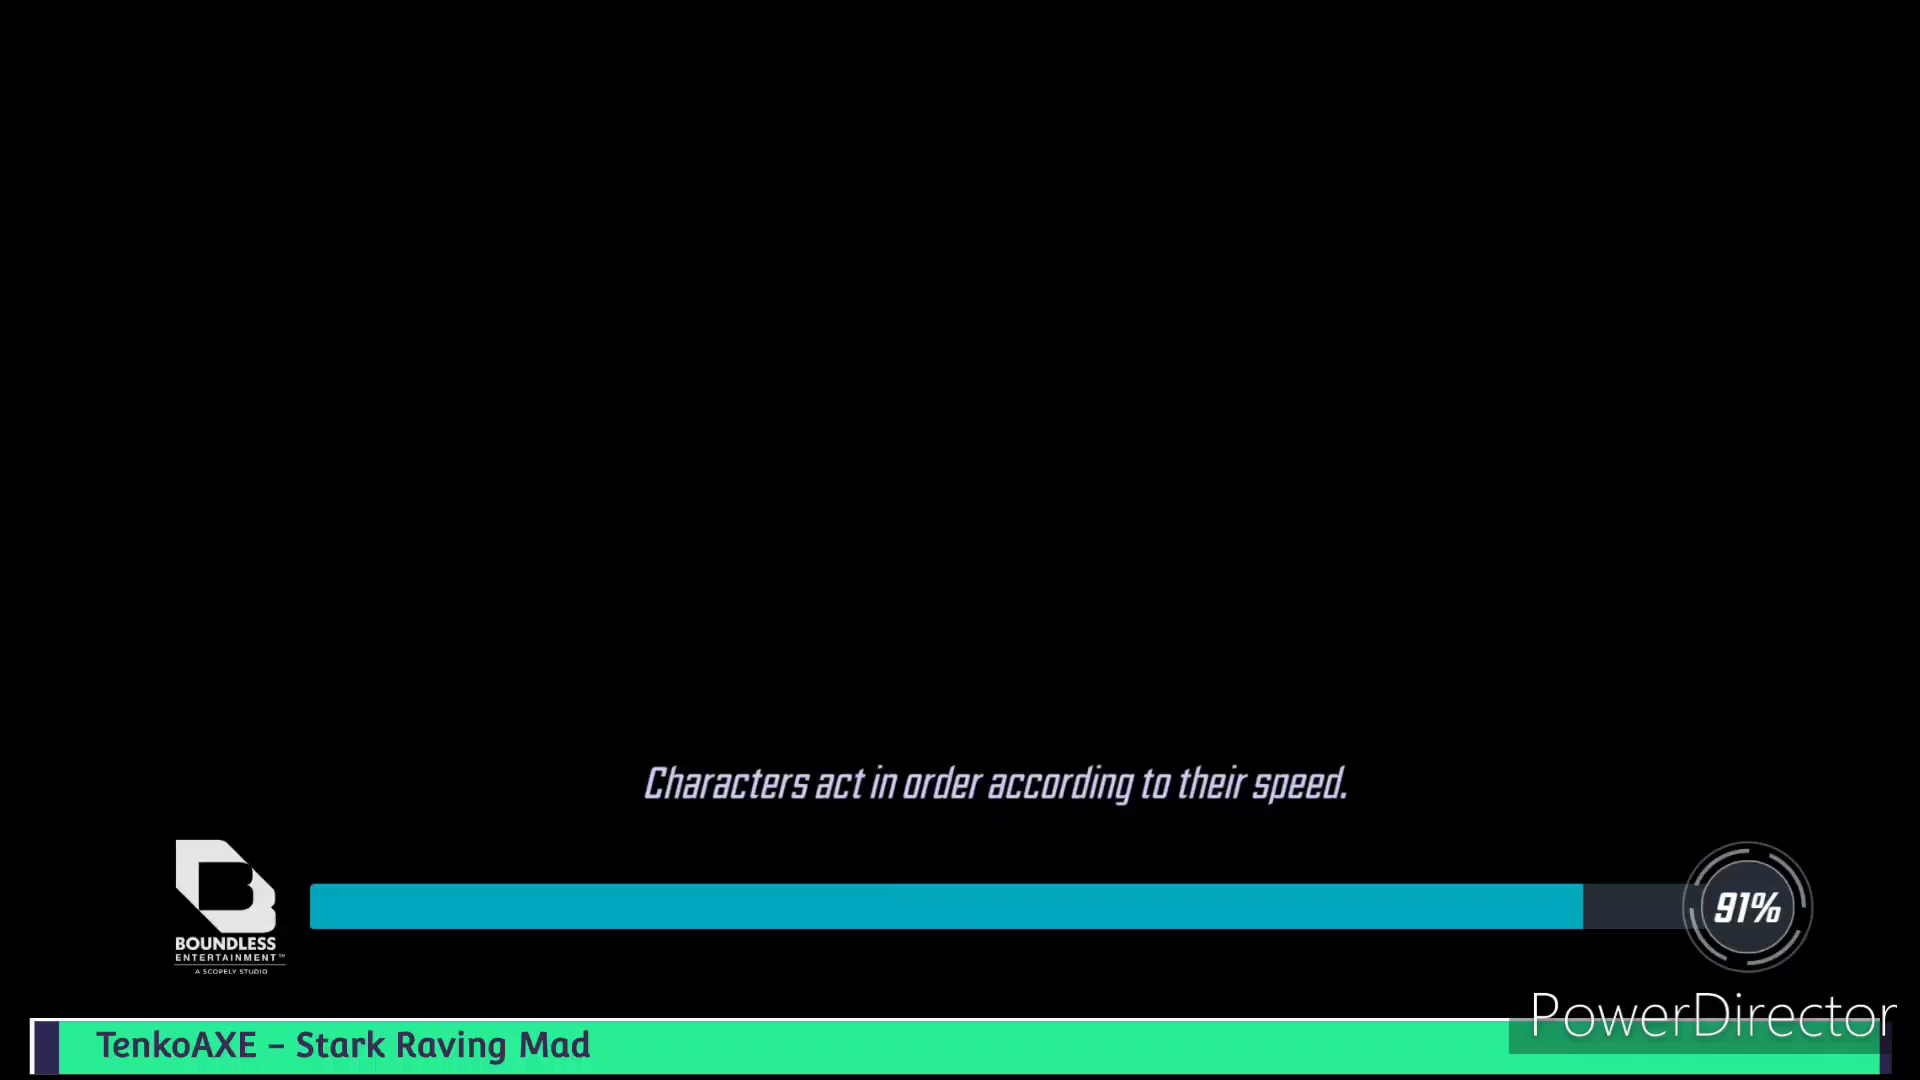 Characters act in order according to their speed.
BOUNDLESS
ENTERTAINMENT™
A SCOPELY STUDIO
91%
PowerDirector
TenkoAXE – Stark Raving Mad